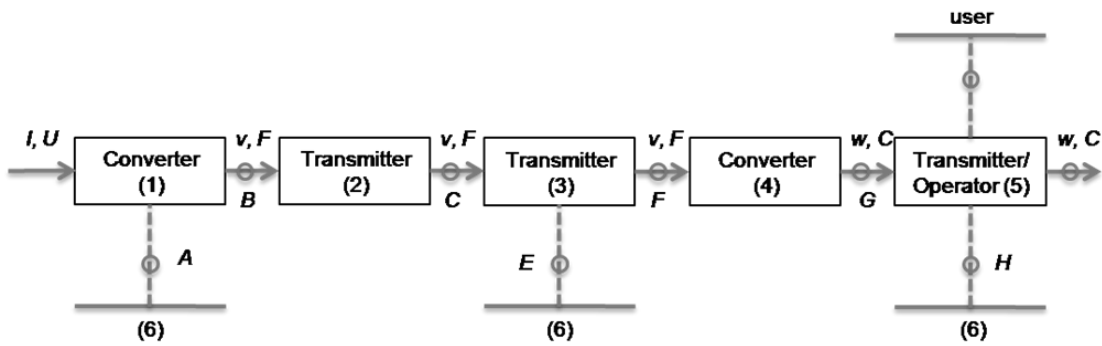 user
I, U
Converter
(1)
v, F
B
Transmitter
(2)
v, F
C
Transmitter
(3)
v, F
F
Converter
(4)
w, C
G
Transmitter/
Operator (5)
w, C
A
E
H
(6)
(6)
(6)